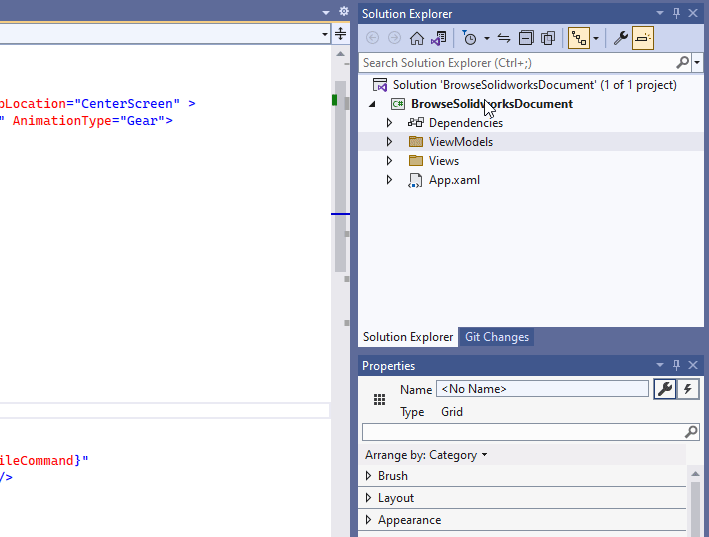 Solution Explorer
Search Solution Explorer (Ctrl+;)
pLocation="CenterScreen" >
" AnimationType="Gear">
Solution 'BrowseSolidworksDocument' (1 of 1 project)
C# BrowseSolidworksDocument
Dependencies
ViewModels
Views
App.xaml
Solution Explorer
Git Changes
Properties
Name <No Name>
Type Grid
Arrange by: Category
ileCommand}"
/>
Brush
Layout
Appearance